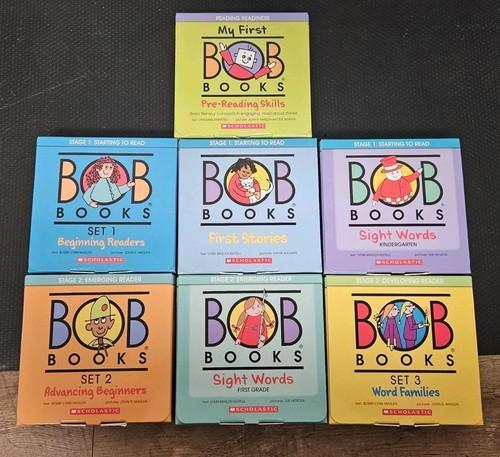 READING READINESS
My First
BOB
BOOKS®
Pre-Reading Skills
SCHOLASTIC
STAGE 1: STARTING TO READ
BOB
BOOKS®
SET 1
Beginning Readers
SCHOLASTIC
STAGE 1: STARTING TO READ
BOB
BOOKS®
First Stories
SCHOLASTIC
STAGE 1: STARTING TO READ
BOB
BOOKS®
Sight Words
KINDERGARTEN
SCHOLASTIC
STAGE 2: EMERGING READER
BOB
BOOKS®
SET 2
Advancing Beginners
SCHOLASTIC
STAGE 2: EMERGING READER
BOB
BOOKS®
Sight Words
FIRST GRADE
SCHOLASTIC
STAGE 3: DEVELOPING READER
BOB
BOOKS®
SET 3
Word Families
SCHOLASTIC